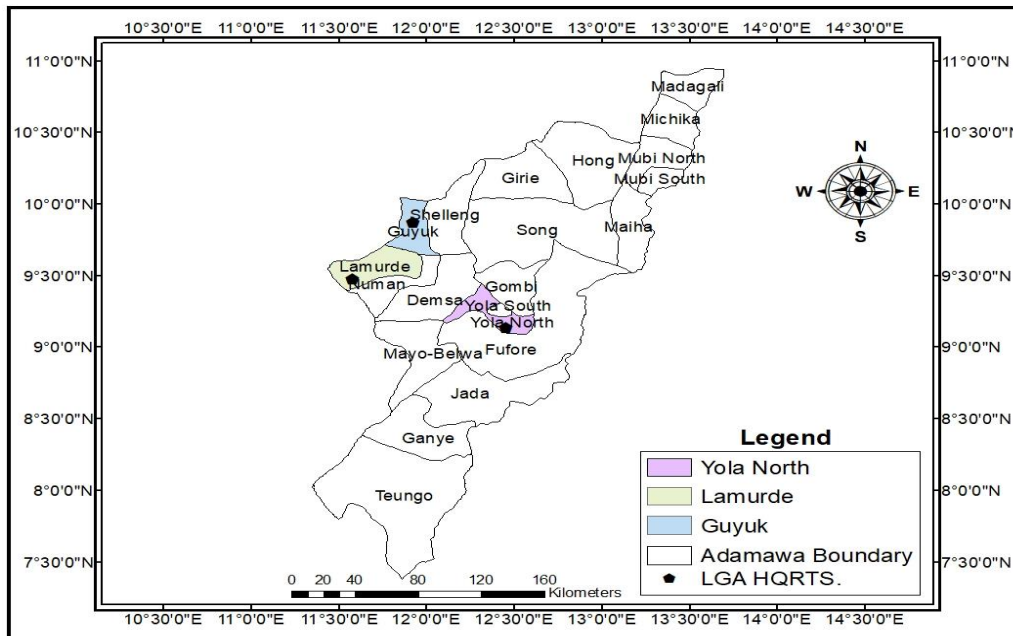 10°30'0"E 11°0'0"E 11°30'0"E 12°0'0"E 12°30'0"E 13°0'0"E 13°30'0"E 14°0'0"E 14°30'0"E
11°0'0"N 11°0'0"N
Madagali
Michika
10°30'0"N 10°30'0"N
Hong Mubi North
Girie Mubi South
N
W E
S
10°0'0"N 10°0'0"N
Shelleng
Guyuk Song Maiha
9°30'0"N 9°30'0"N
Lamurde
Numan Gombi
Demsa Yola South
Yola North
9°0'0"N 9°0'0"N
Mayo-Belwa Fufore
Jada
8°30'0"N 8°30'0"N
Ganye
8°0'0"N 8°0'0"N
Teungo
7°30'0"N 7°30'0"N
Legend
Yola North
Lamurde
Guyuk
Adamawa Boundary
LGA HQRTS.
0 20 40 80 120 160
Kilometers
10°30'0"E 11°0'0"E 11°30'0"E 12°0'0"E 12°30'0"E 13°0'0"E 13°30'0"E 14°0'0"E 14°30'0"E